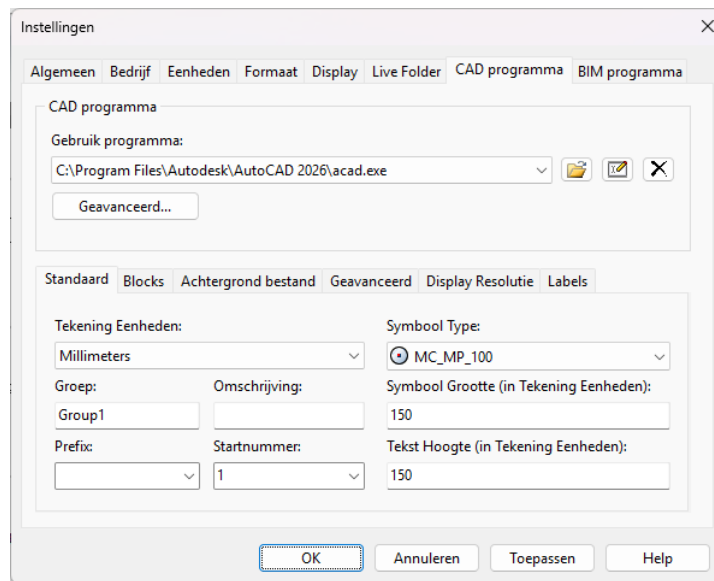 Instellingen
Algemeen Bedrijf Eenheden Formaat Display Live Folder CAD programma BIM programma
CAD programma
Gebruik programma:
C:\Program Files\Autodesk\AutoCAD 2026\acad.exe
Geavanceerd...
Standaard Blocks Achtergrond bestand Geavanceerd Display Resolutie Labels
Tekening Eenheden: Symbool Type:
Millimeters MC_MP_100
Groep: Omschrijving: Symbool Grootte (in Tekening Eenheden):
Group1 150
Prefix: Startnummer: Tekst Hoogte (in Tekening Eenheden):
1 150
OK Annuleren Toepassen Help